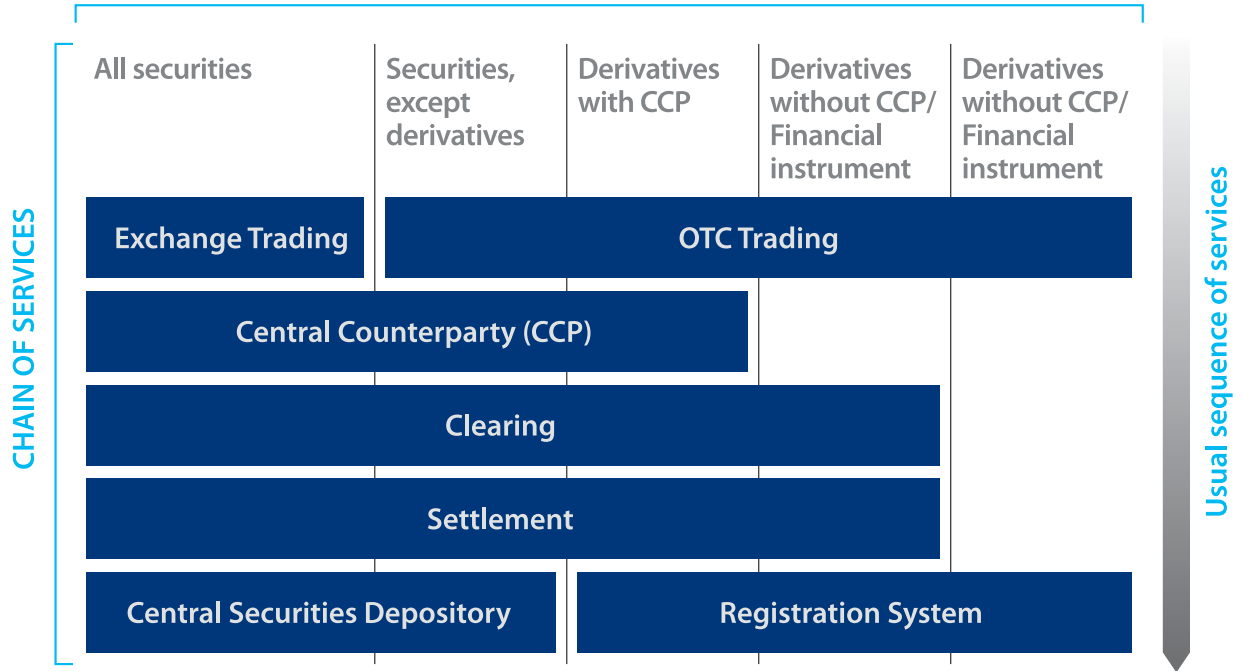 All securities
Securities,
except
derivatives
Derivatives
with CCP
Derivatives
without CCP/
Financial
instrument
Derivatives
without CCP/
Financial
instrument
CHAIN OF SERVICES
Exchange Trading
OTC Trading
Central Counterparty (CCP)
Clearing
Settlement
Central Securities Depository
Registration System
Usual sequence of services